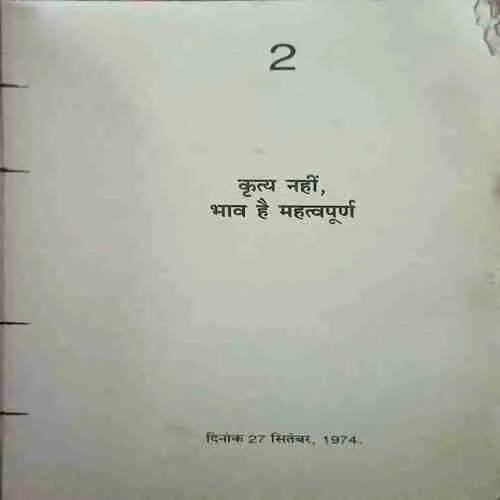 2
कृत्य नहीं,
भाव है महत्वपूर्ण
दिनांक 27 सितंबर, 1974.